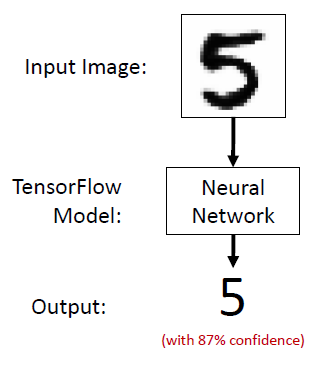 Input Image:
5
TensorFlow
Model:
Neural
Network
Output:
5
(with 87% confidence)